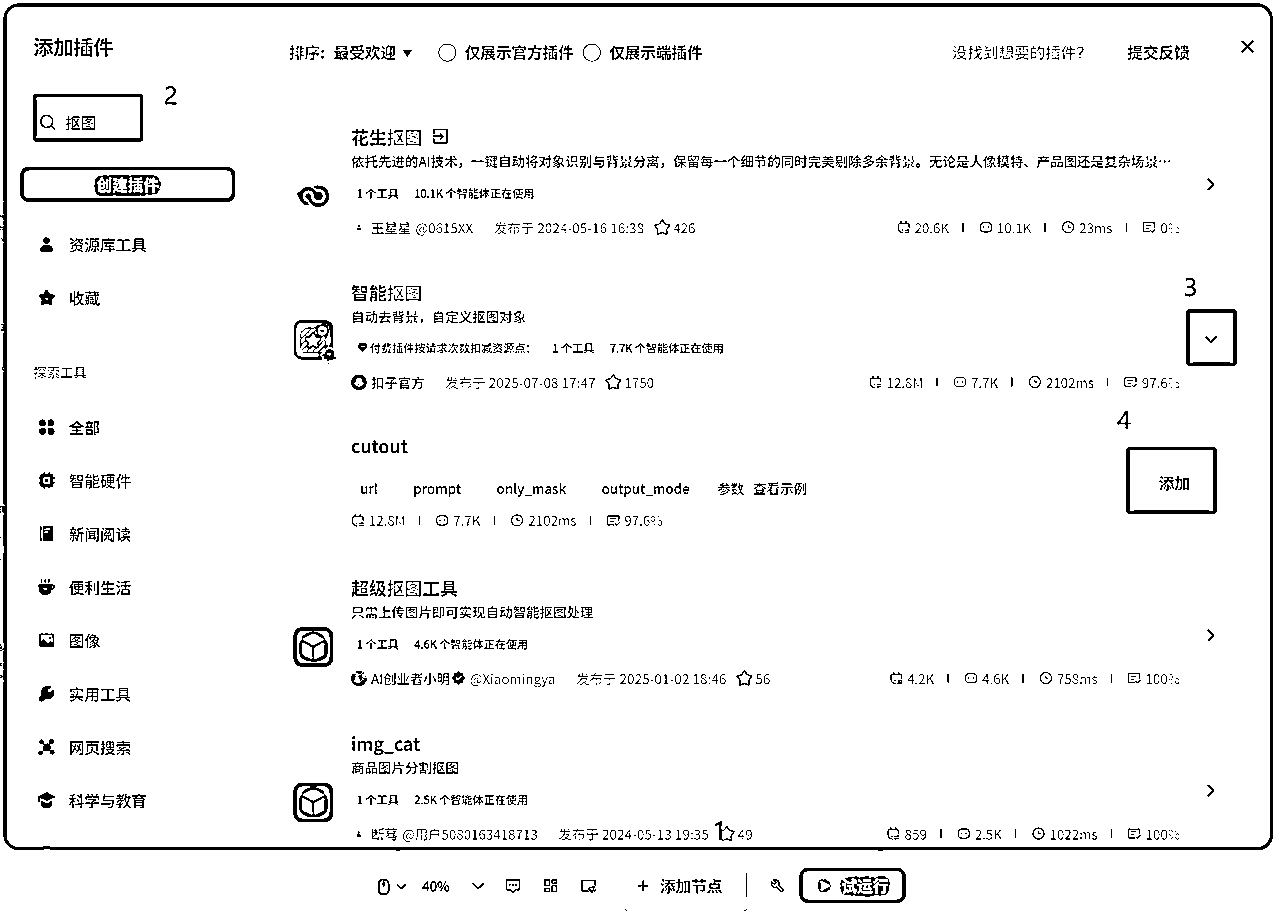 添加插件
排序：最受欢迎 仅展示官方插件 仅展示端插件 没找到想要的插件？ 提交反馈
2
抠图
创建插件
资源库工具
收藏
探索工具
全部
智能硬件
新闻阅读
便利生活
图像
实用工具
网页搜索
科学与教育
花生抠图
依托先进的AI技术，一键自动将对象识别与背景分离，保留每一个细节的同时完美剔除多余背景。无论是人像模特、产品图还是复杂场景…
1个工具 10.1K个智能体正在使用
王星星 @0615XX 发布于 2024-05-16 16:38 426 20.6K 10.1K 23ms 0%
智能抠图
3
自动去背景，自定义抠图对象
付费插件按请求次数扣减资源点； 1个工具 7.7K个智能体正在使用
扣子官方 发布于 2025-07-08 17:47 1750 12.8M 7.7K 2102ms 97.6%
4
cutout
url prompt only_mask output_mode 参数 查看示例
添加
12.8M 7.7K 2102ms 97.6%
超级抠图工具
只需上传图片即可实现自动智能抠图处理
1个工具 4.6K个智能体正在使用
AI创业者小明 @Xiaomingya 发布于 2025-01-02 18:46 56 4.2K 4.6K 758ms 100%
img_cat
商品图片分割抠图
1个工具 2.5K个智能体正在使用
断莺 @用户5080163418713 发布于 2024-05-13 19:35 49 859 2.5K 1022ms 100%
1
40% 添加节点 试运行